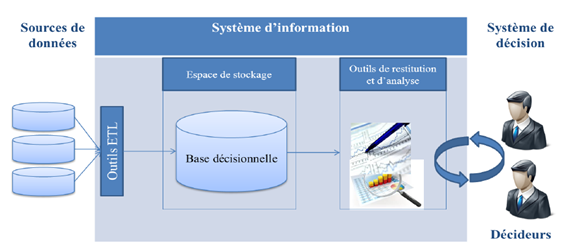 Sources de
données
Système d'information
Système de
décision
Espace de stockage
Outils de restitution
et d'analyse
Outils ETL
Base décisionnelle
Décideurs